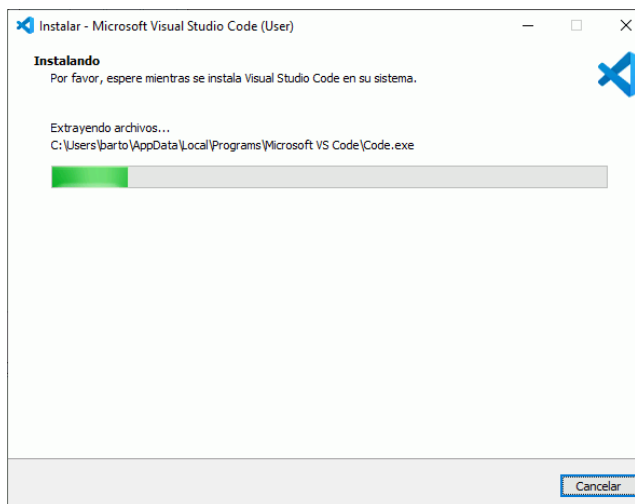 Instalar - Microsoft Visual Studio Code (User)
Instalando
Por favor, espere mientras se instala Visual Studio Code en su sistema.
Extrayendo archivos...
C:\Users\barto\AppData\Local\Programs\Microsoft VS Code\Code.exe
Cancelar